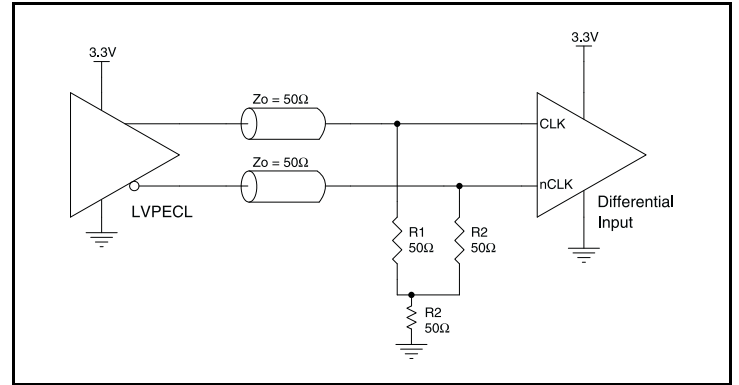 3.3V
3.3V
Zo = 50Ω
CLK
Zo = 50Ω
nCLK
LVPECL
Differential
Input
R1
50Ω
R2
50Ω
R2
50Ω